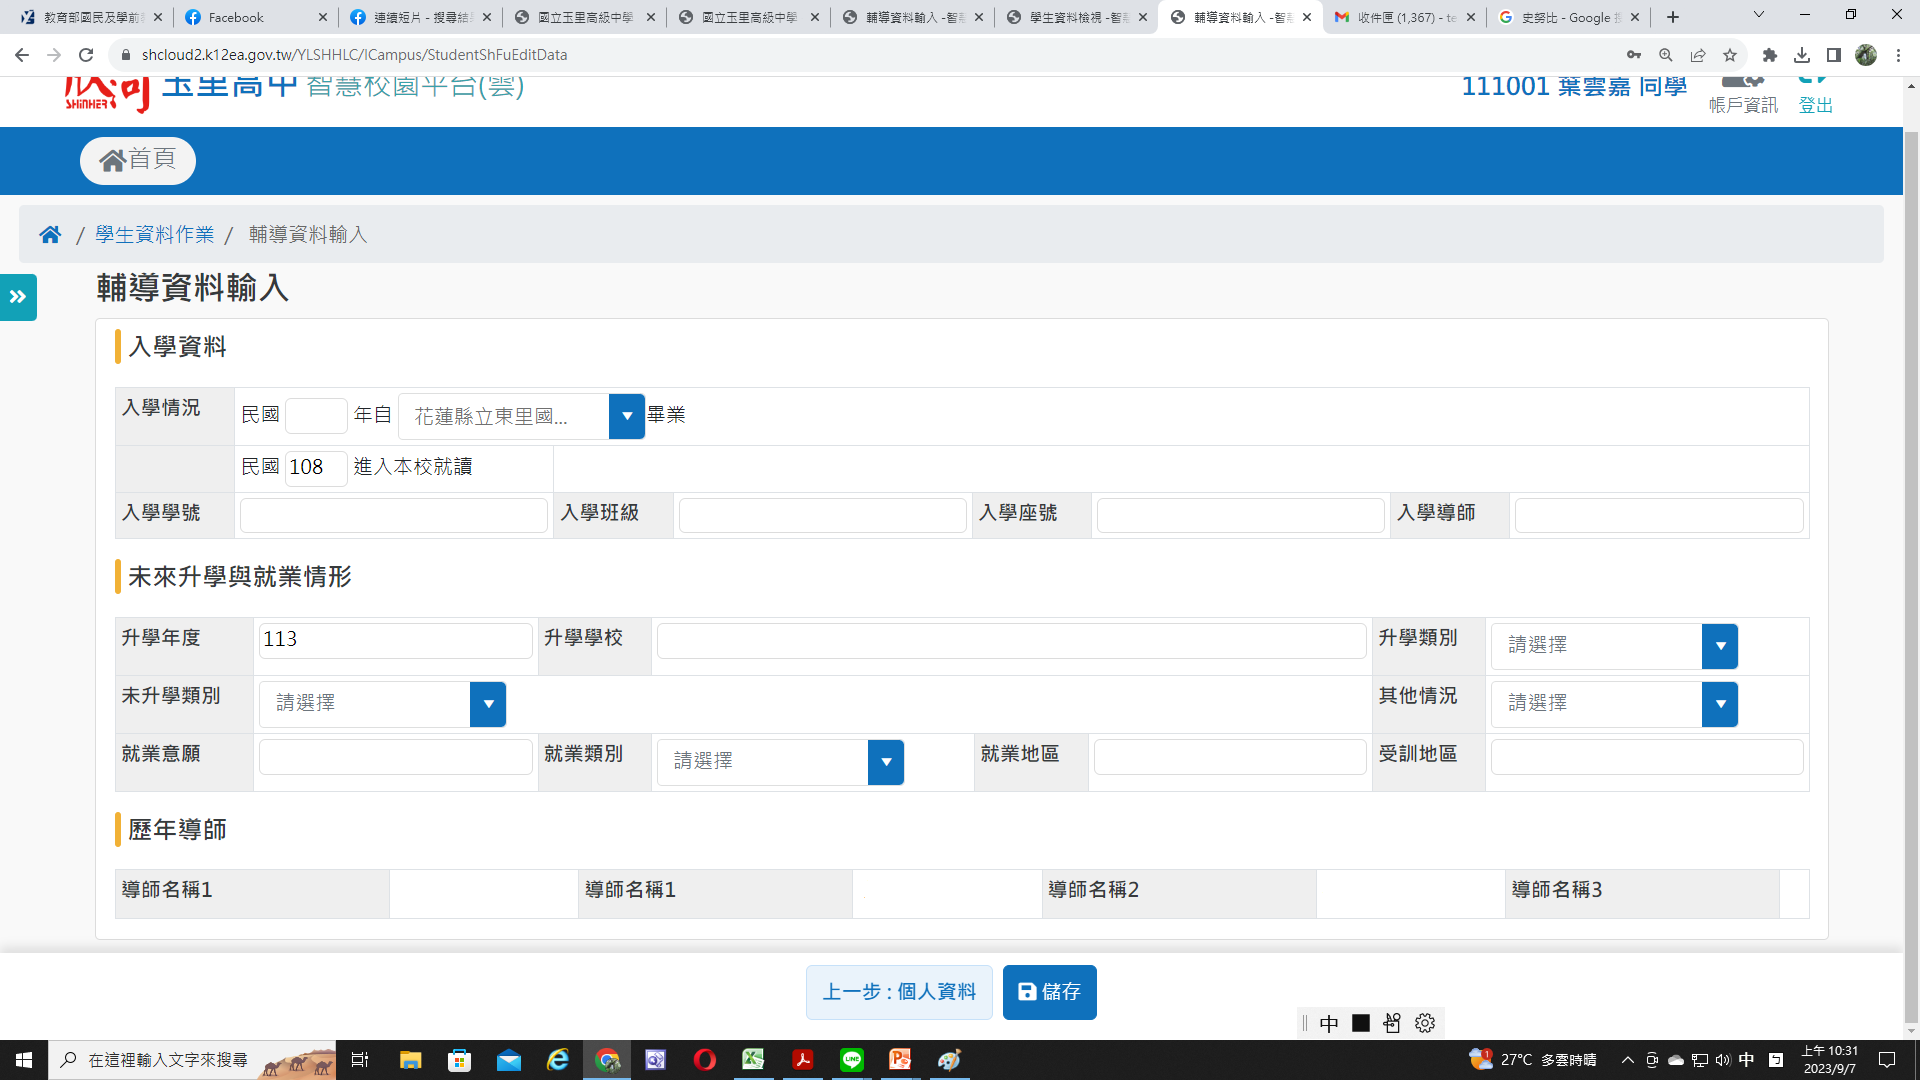 教育部國民及學前
Facebook
連續短片 - 搜尋結
國立玉里高級中學
國立玉里高級中學
輔導資料輸入 -智
學生資料檢視 -智
輔導資料輸入 -智
收件匣 (1,367) - te
史努比 - Google
shcloud2.k12ea.gov.tw/YLSHHLC/ICampus/StudentShFuEditData
SHINHER
欣河 玉里高中 智慧校園平台(雲)
111001 葉雲嘉 同學
帳戶資訊
登出
首頁
/ 學生資料作業 / 輔導資料輸入
輔導資料輸入
入學資料
入學情況 民國 年自 花蓮縣立東里國... 畢業
民國 108 進入本校就讀
入學學號 入學班級 入學座號 入學導師
未來升學與就業情形
升學年度 113 升學學校 升學類別 請選擇
未升學類別 請選擇 其他情況 請選擇
就業意願 就業類別 請選擇 就業地區 受訓地區
歷年導師
導師名稱1 導師名稱1 導師名稱2 導師名稱3
上一步 : 個人資料
儲存
中
在這裡輸入文字來搜尋
27°C 多雲時晴
中
上午 10:31
2023/9/7